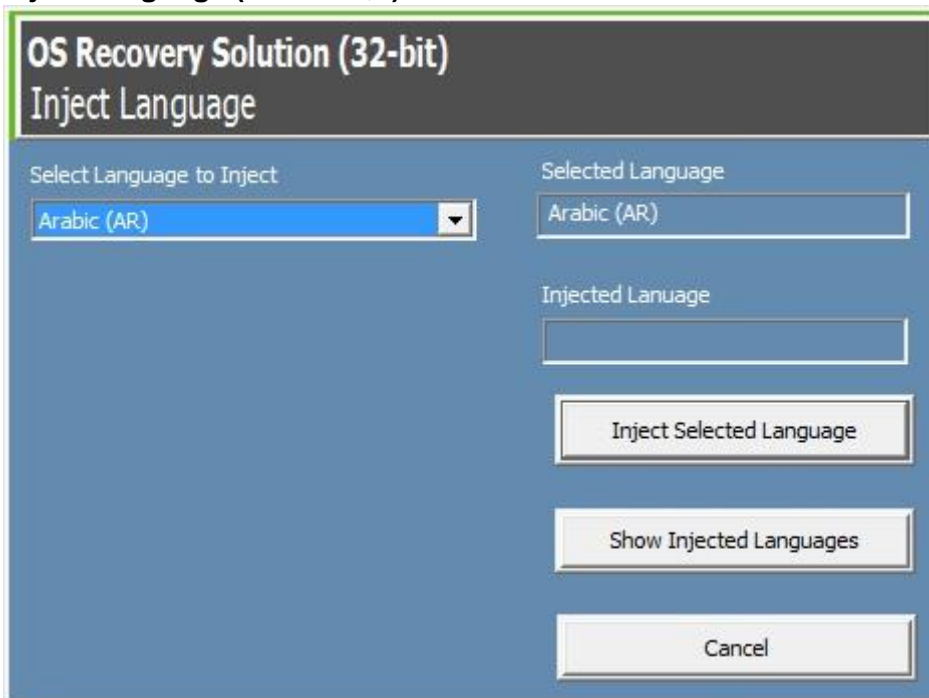 OS Recovery Solution (32-bit)
Inject Language
Select Language to Inject
Arabic (AR)
Selected Language
Arabic (AR)
Injected Lanuage
Inject Selected Language
Show Injected Languages
Cancel